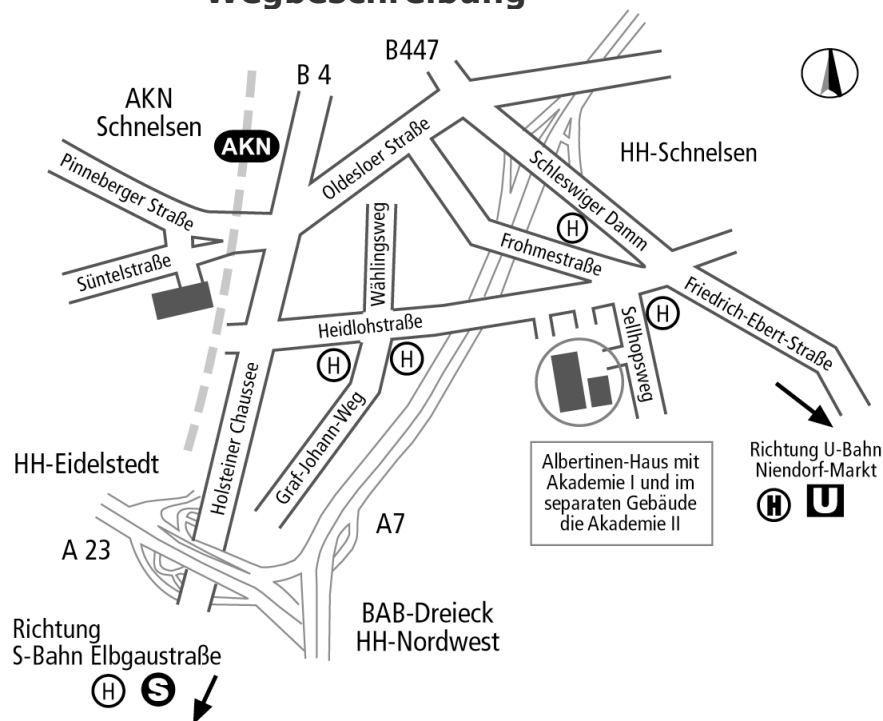 Wegbeschreibung
B447
B 4
AKN
Schnelsen
AKN
HH-Schnelsen
Pinneberger Straße
Oldesloer Straße
Schleswiger Damm
H
Wählingsweg
Frohmestraße
Süntelstraße
Friedrich-Ebert-Straße
Heidlohstraße
H
Sellhopsweg
H
H
Holsteiner Chaussee
Graf-Johann-Weg
HH-Eidelstedt
Albertinen-Haus mit
Akademie I und im
separaten Gebäude
die Akademie II
Richtung U-Bahn
Niendorf-Markt
H U
A7
A 23
BAB-Dreieck
HH-Nordwest
Richtung
S-Bahn Elbgaustraße
H S